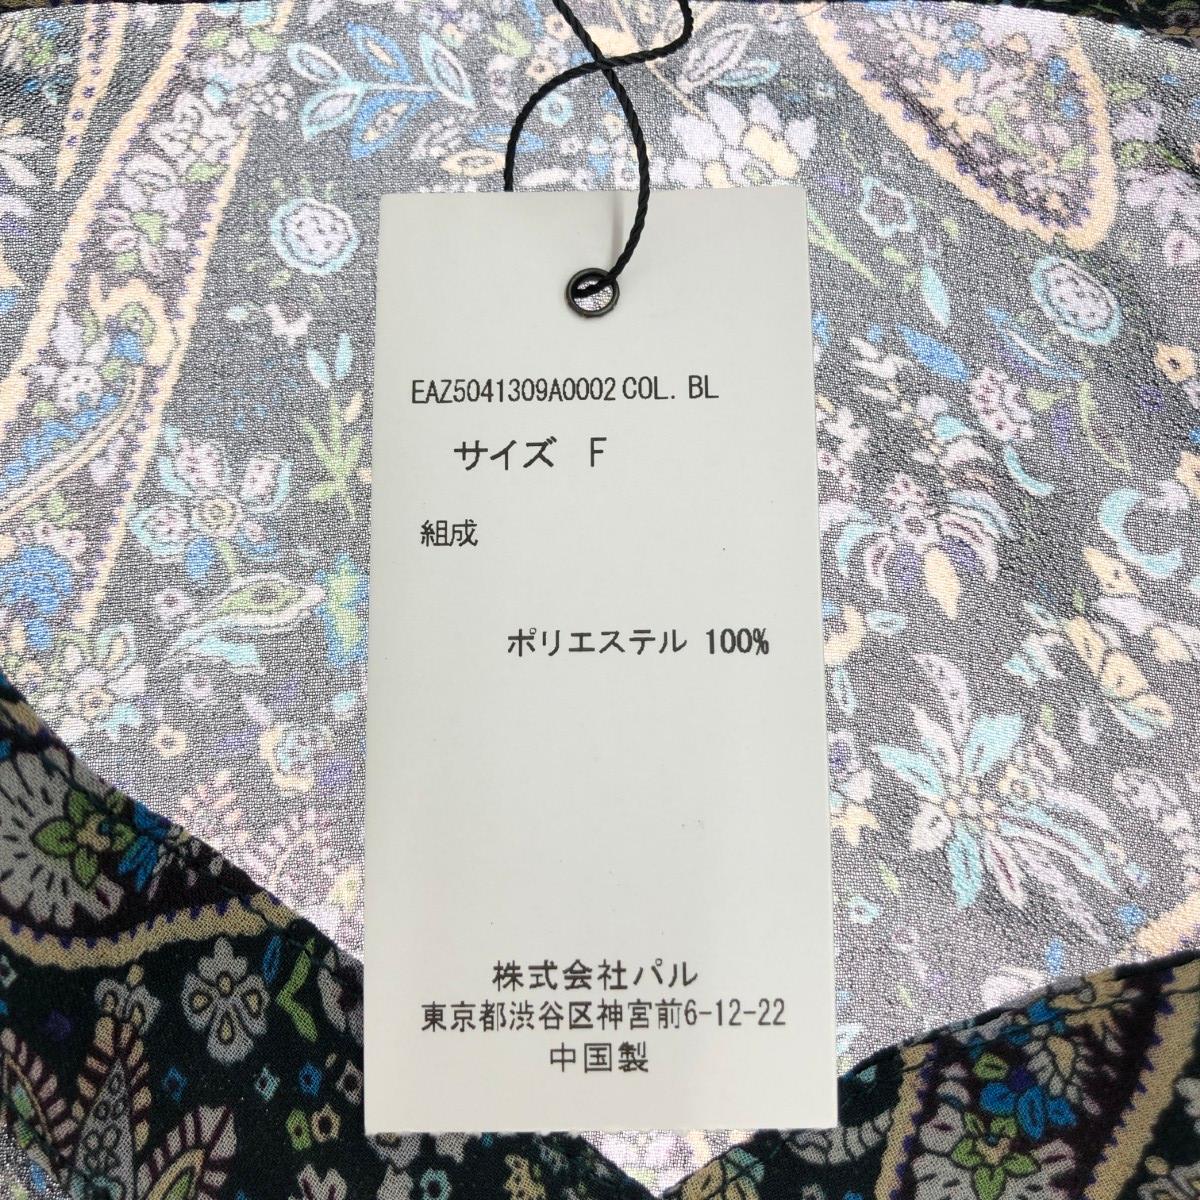 EAZ5041309A0002 COL. BL
サイズ F
組成
ポリエステル 100%
株式会社パル
東京都渋谷区神宮前6-12-22
中国製